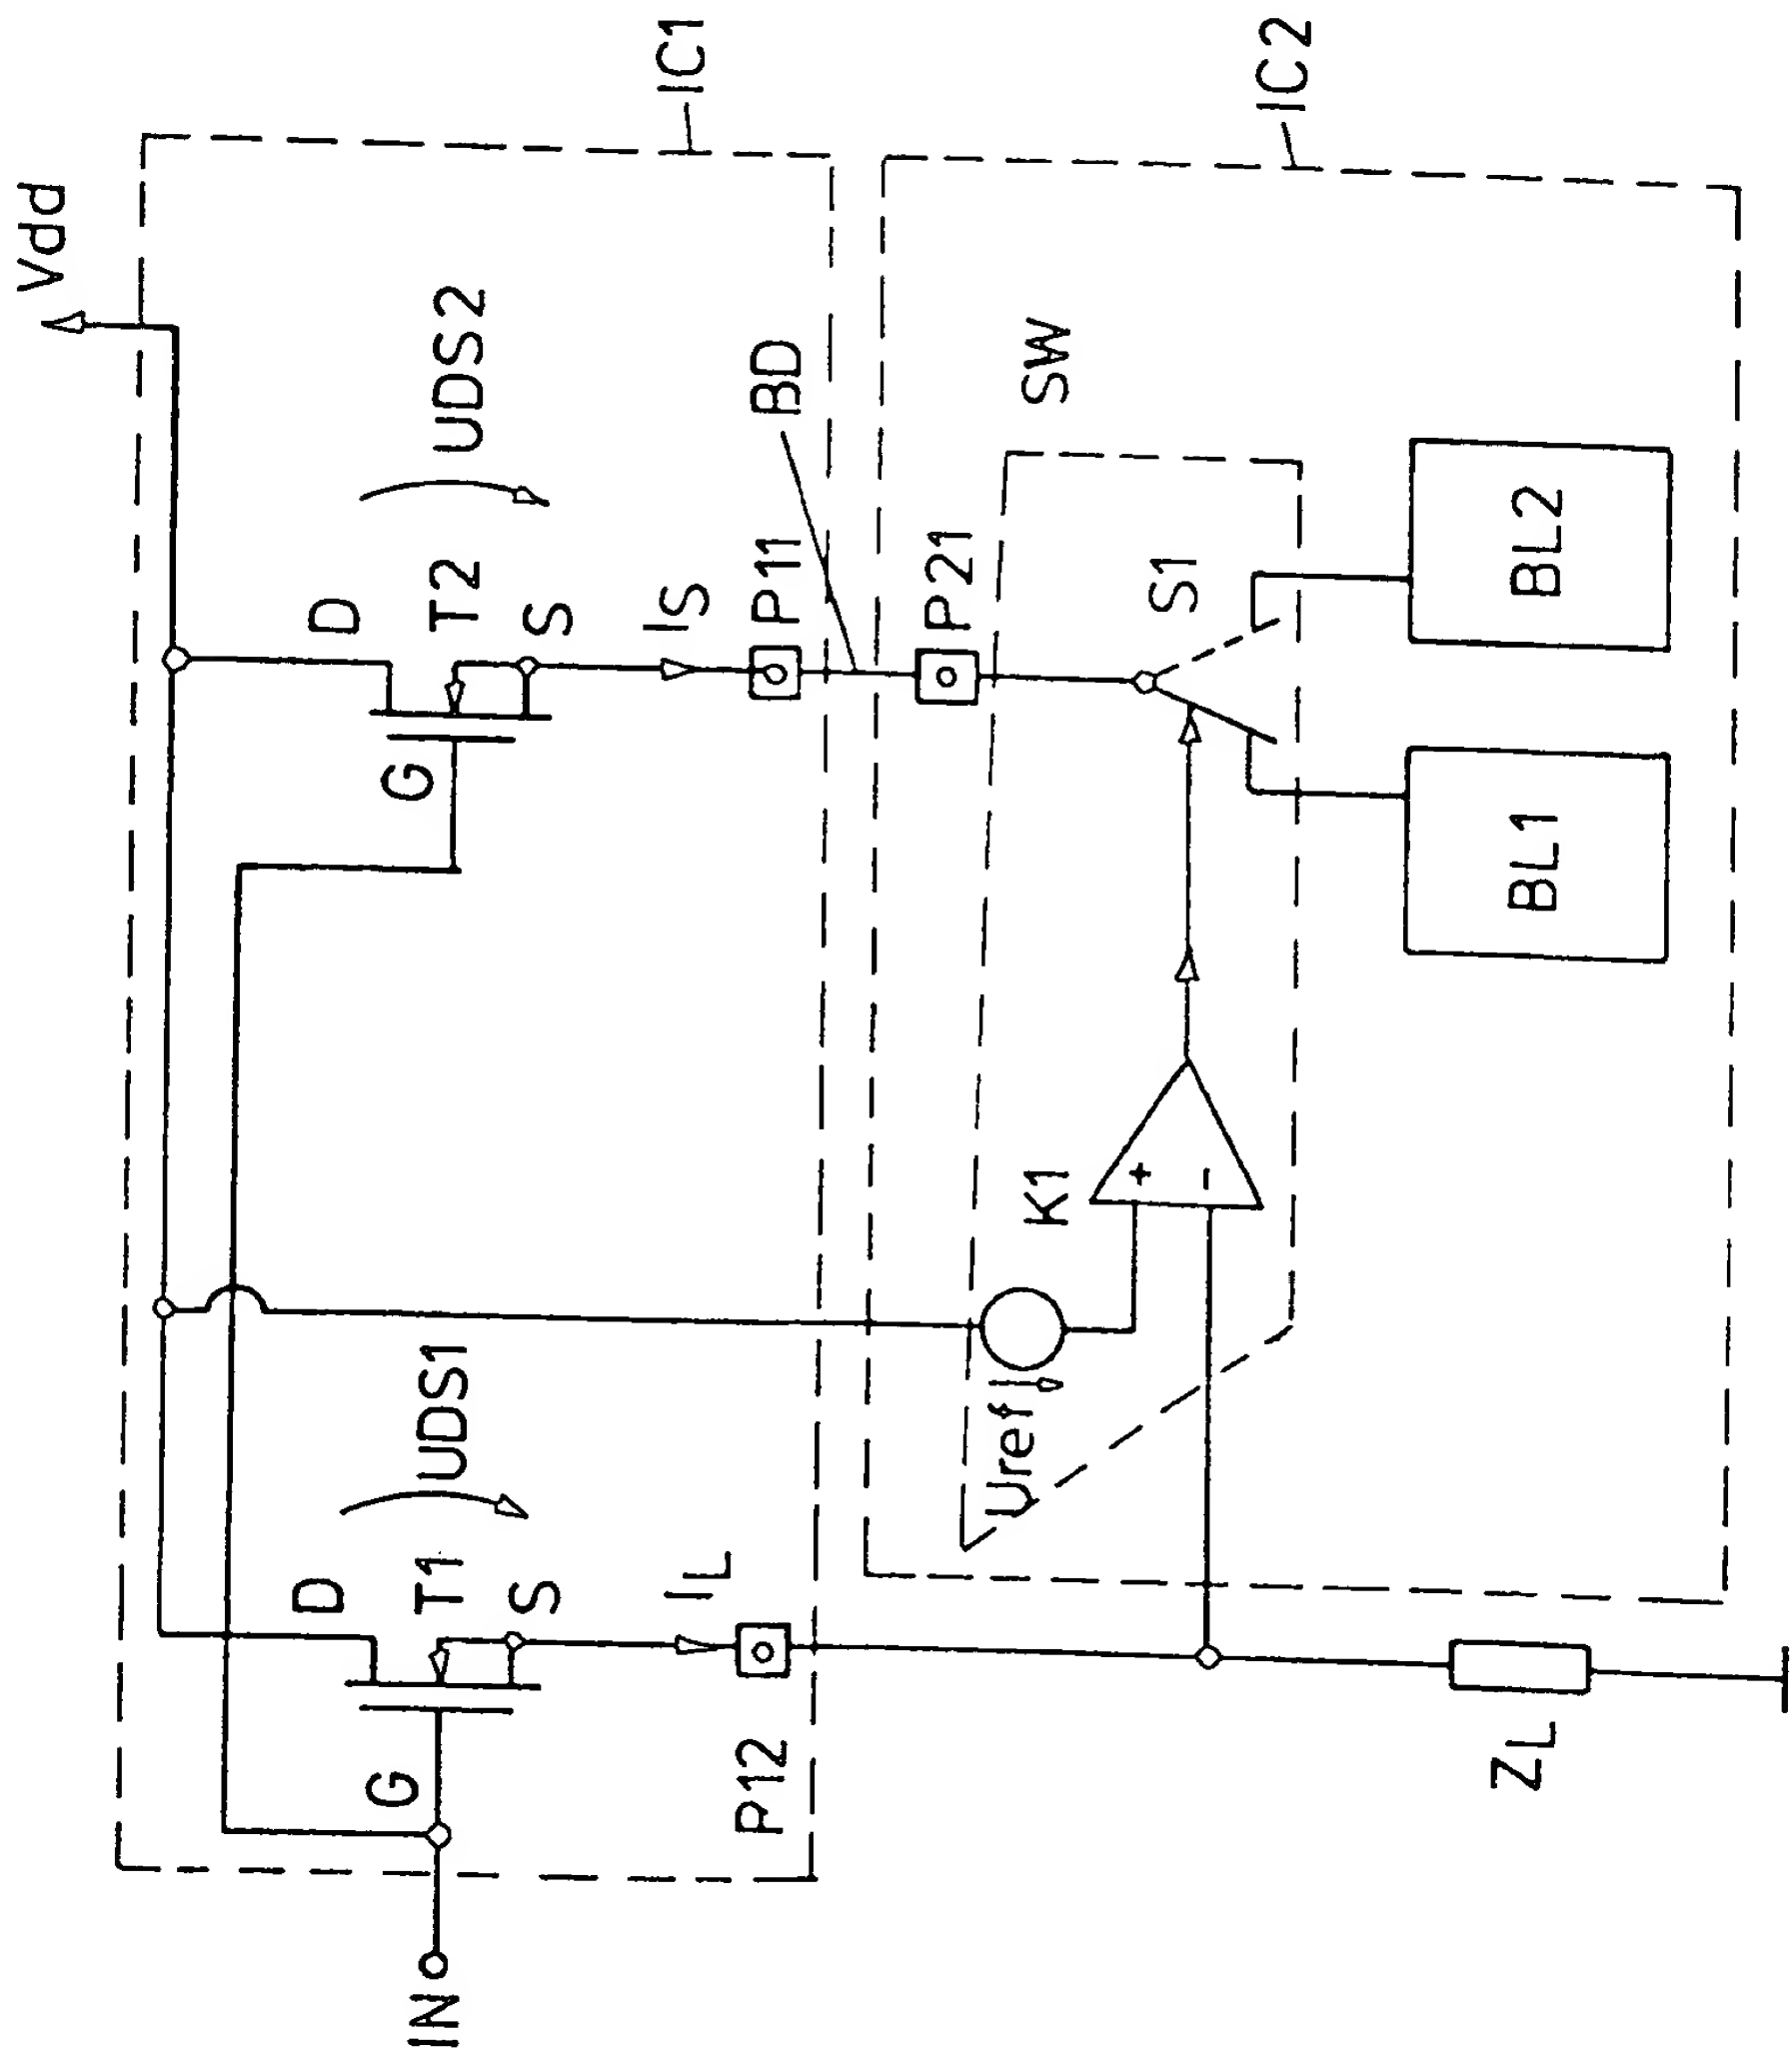 Vdd
IC1
D
T1
UDS1
G
S
IL
P12
IN
D
T2
UDS2
G
S
IS
P11
BD
IC2
P21
SW
Uref
K1
+
-
S1
BL1
BL2
ZL